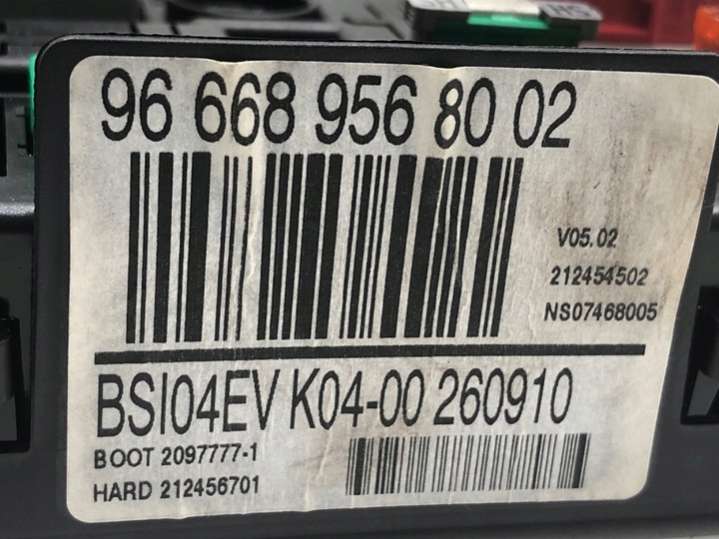 96 668 956 80 02
V05.02
212454502
NS07468005
BSI04EV K04-00 260910
BOOT 2097777-1
HARD 212456701